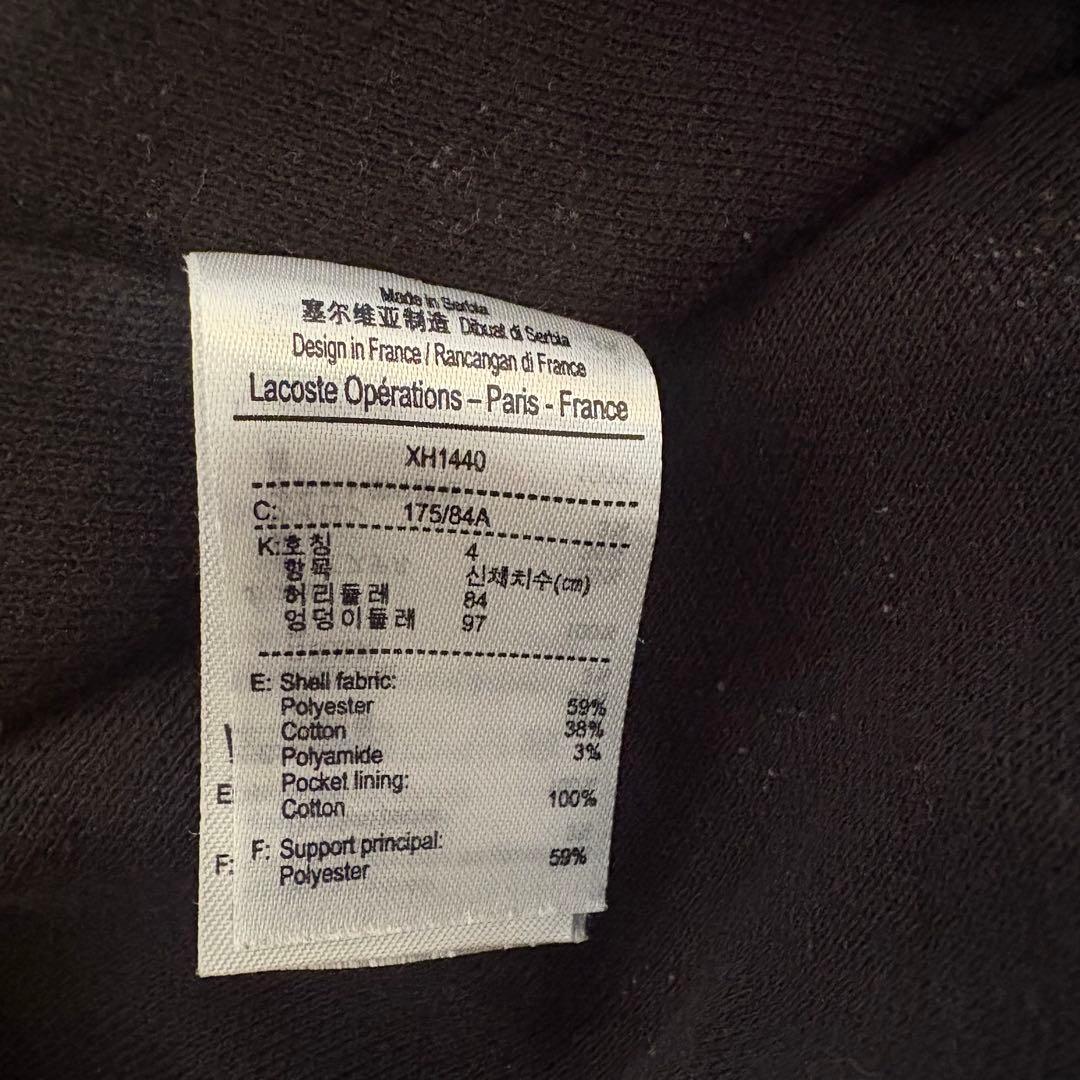 Made in Serbia
塞尔维亚制造 Dibuat di Serbia
Design in France / Rancangan di France
Lacoste Opérations – Paris - France
XH1440
C: 175/84A
K: 호칭 4
항목 신체치수(cm)
허리둘레 84
엉덩이둘레 97
E: Shell fabric:
Polyester 59%
Cotton 38%
Polyamide 3%
Pocket lining:
Cotton 100%
F: Support principal:
Polyester 59%
E
F: